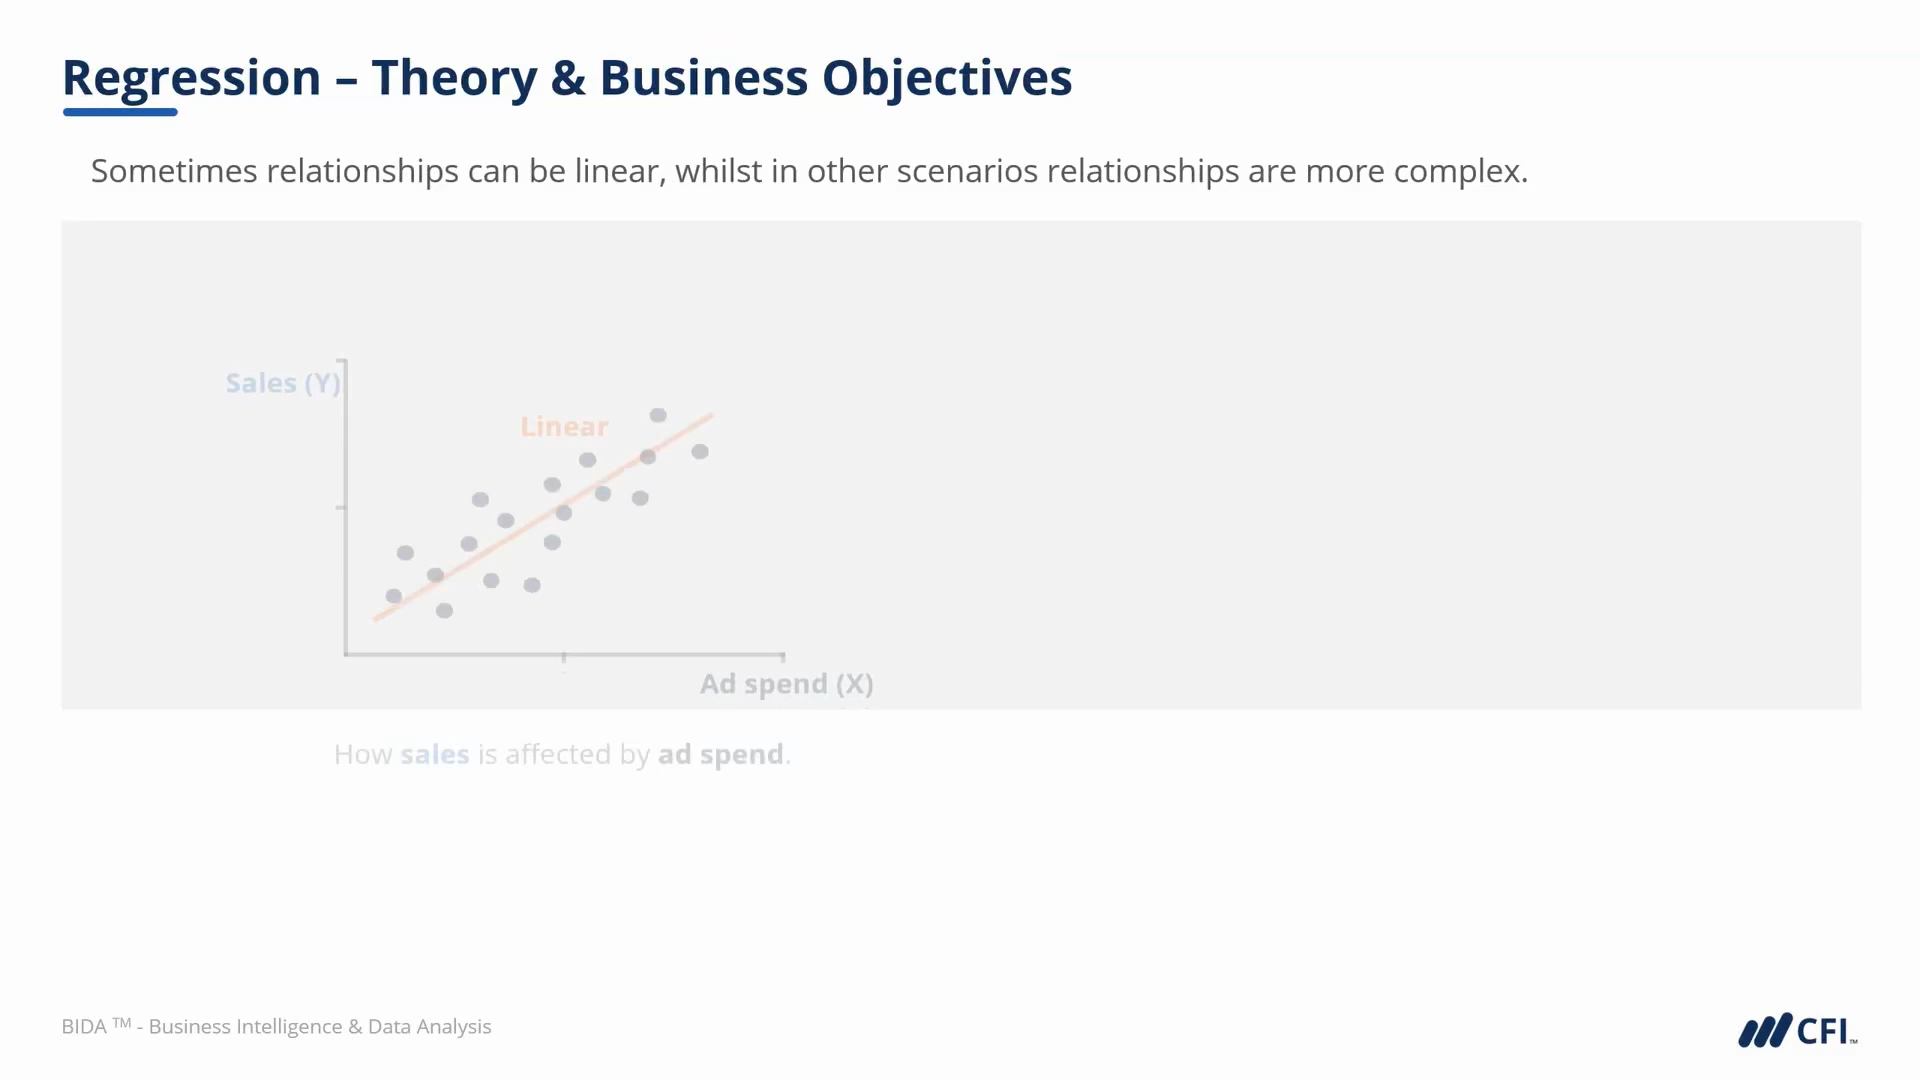 Regression – Theory & Business Objectives
Sometimes relationships can be linear, whilst in other scenarios relationships are more complex.
Sales (Y)
Linear
Ad spend (X)
How sales is affected by ad spend.
BIDA ™ - Business Intelligence & Data Analysis
CFI™